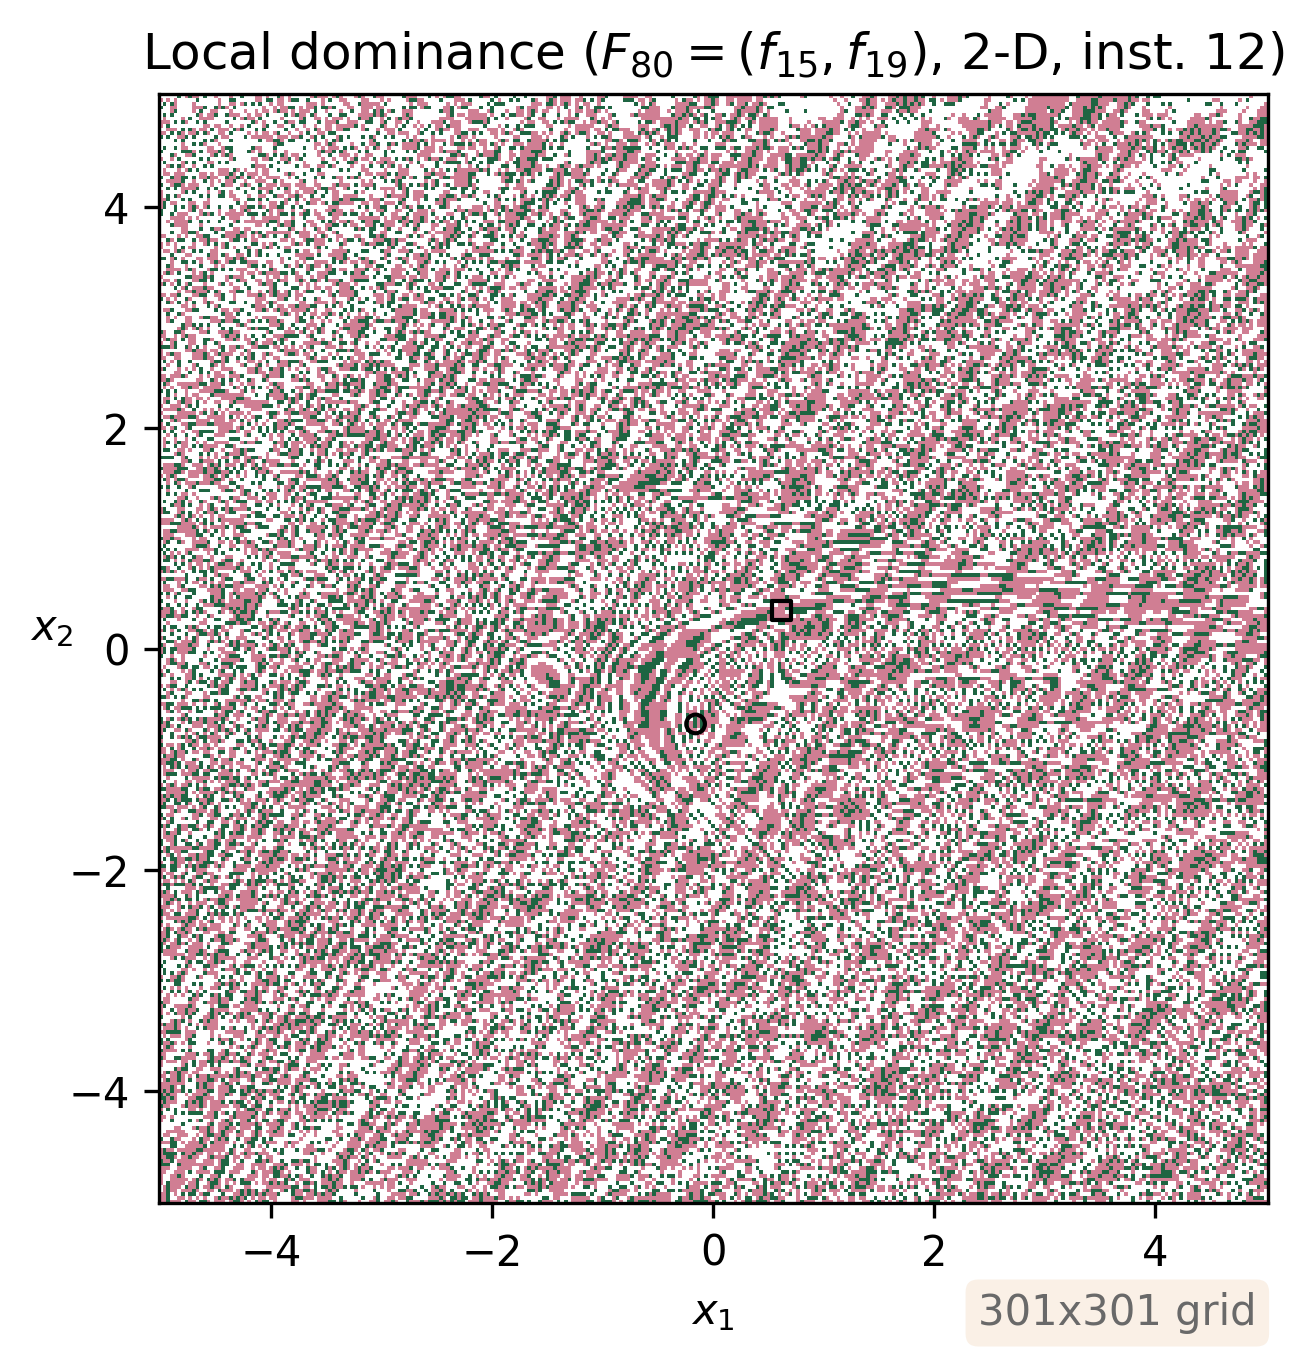 Local dominance (F₈₀ = (f₁₅, f₁₉), 2-D, inst. 12)
4
2
x₂
0
−2
−4
−4 −2 0 2 4
x₁
301x301 grid